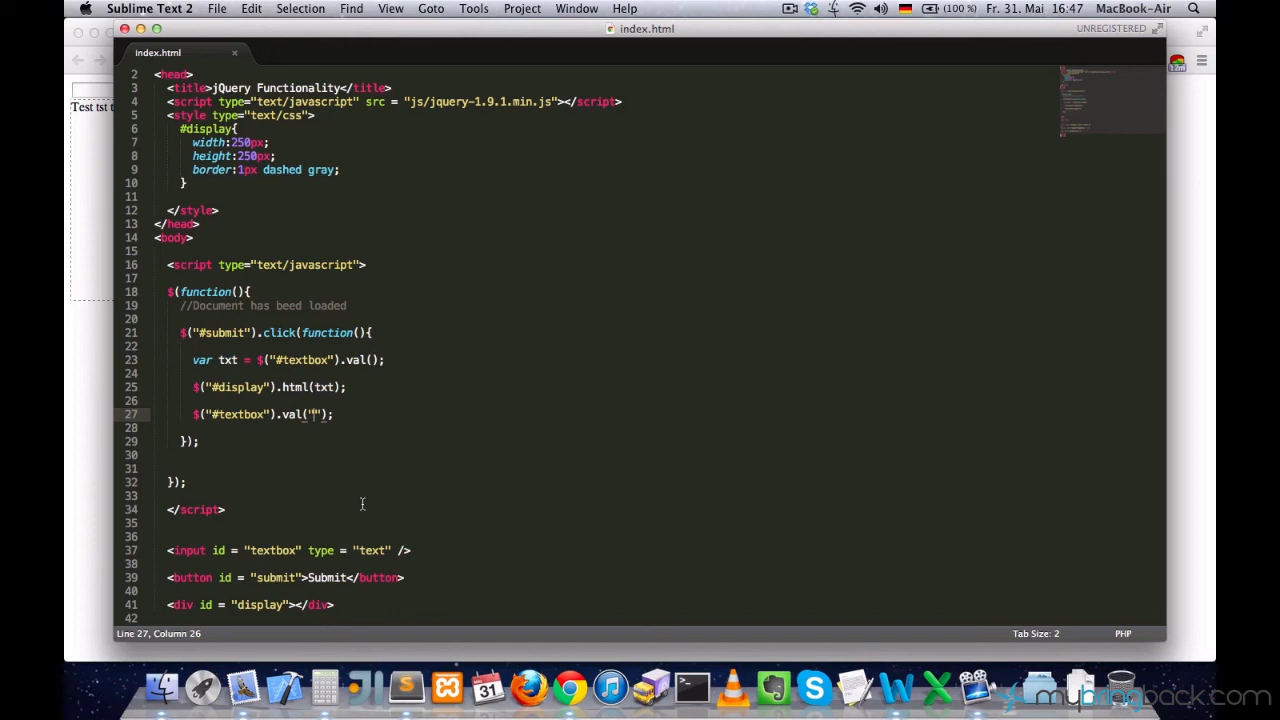 Sublime Text 2 File Edit Selection Find View Goto Tools Project Window Help (100 %) Fr. 31. Mai 16:47 MacBook-Air
index.html UNREGISTERED
index.html
Test tst t
2 <head>
3 <title>jQuery Functionality</title>
4 <script type="text/javascript" src = "js/jquery-1.9.1.min.js"></script>
5 <style type="text/css">
6 #display{
7 width:250px;
8 height:250px;
9 border:1px dashed gray;
10 }
11
12 </style>
13 </head>
14 <body>
15
16 <script type="text/javascript">
17
18 $(function(){
19 //Document has beed loaded
20
21 $("#submit").click(function(){
22
23 var txt = $("#textbox").val();
24
25 $("#display").html(txt);
26
27 $("#textbox").val("");
28
29 });
30
31
32 });
33
34 </script>
35
36
37 <input id = "textbox" type = "text" />
38
39 <button id = "submit">Submit</button>
40
41 <div id = "display"></div>
42
Line 27, Column 26 Tab Size: 2 PHP
31
mybringback.com